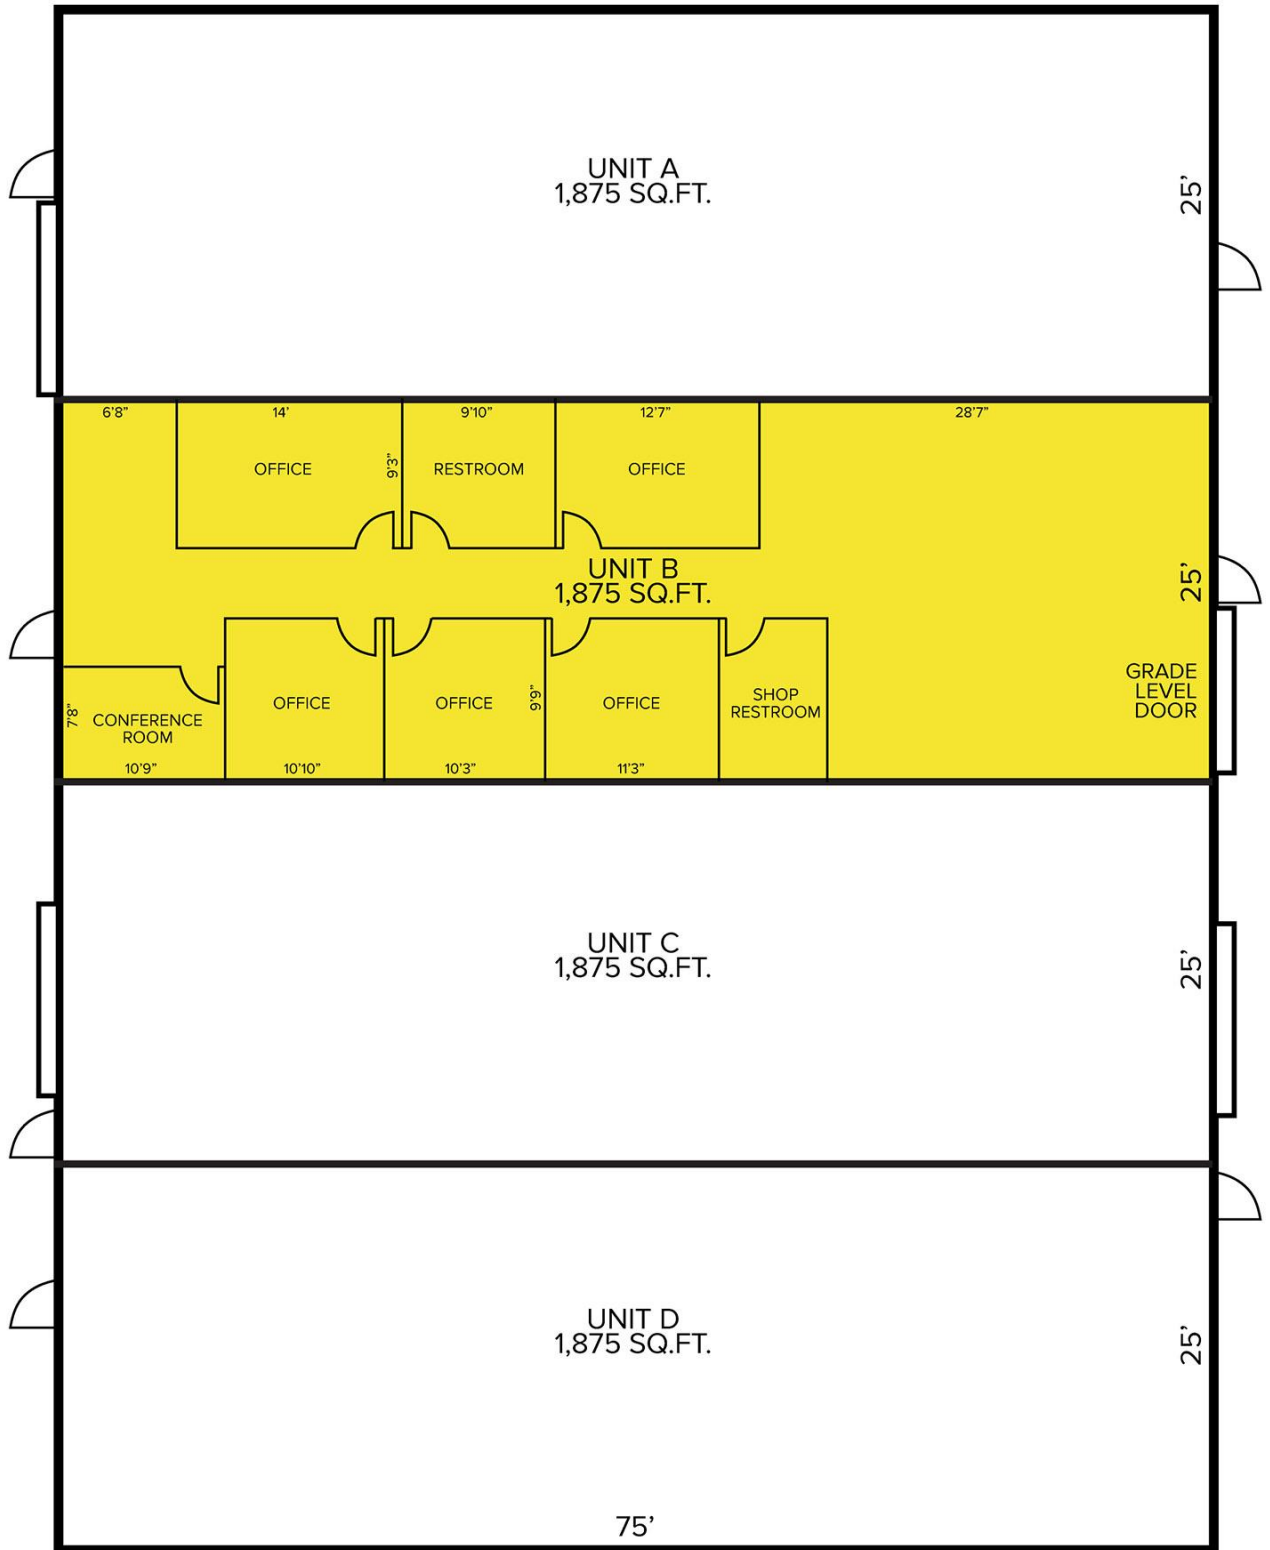 UNIT A
1,875 SQ.FT.
25’
6’8”
14’
9’10”
12’7”
28’7”
OFFICE
9’3”
RESTROOM
OFFICE
UNIT B
1,875 SQ.FT.
25’
GRADE
LEVEL
DOOR
7’8”
CONFERENCE
ROOM
10’9”
OFFICE
10’10”
OFFICE
10’3”
9’9”
OFFICE
11’3”
SHOP
RESTROOM
UNIT C
1,875 SQ.FT.
25’
UNIT D
1,875 SQ.FT.
25’
75’